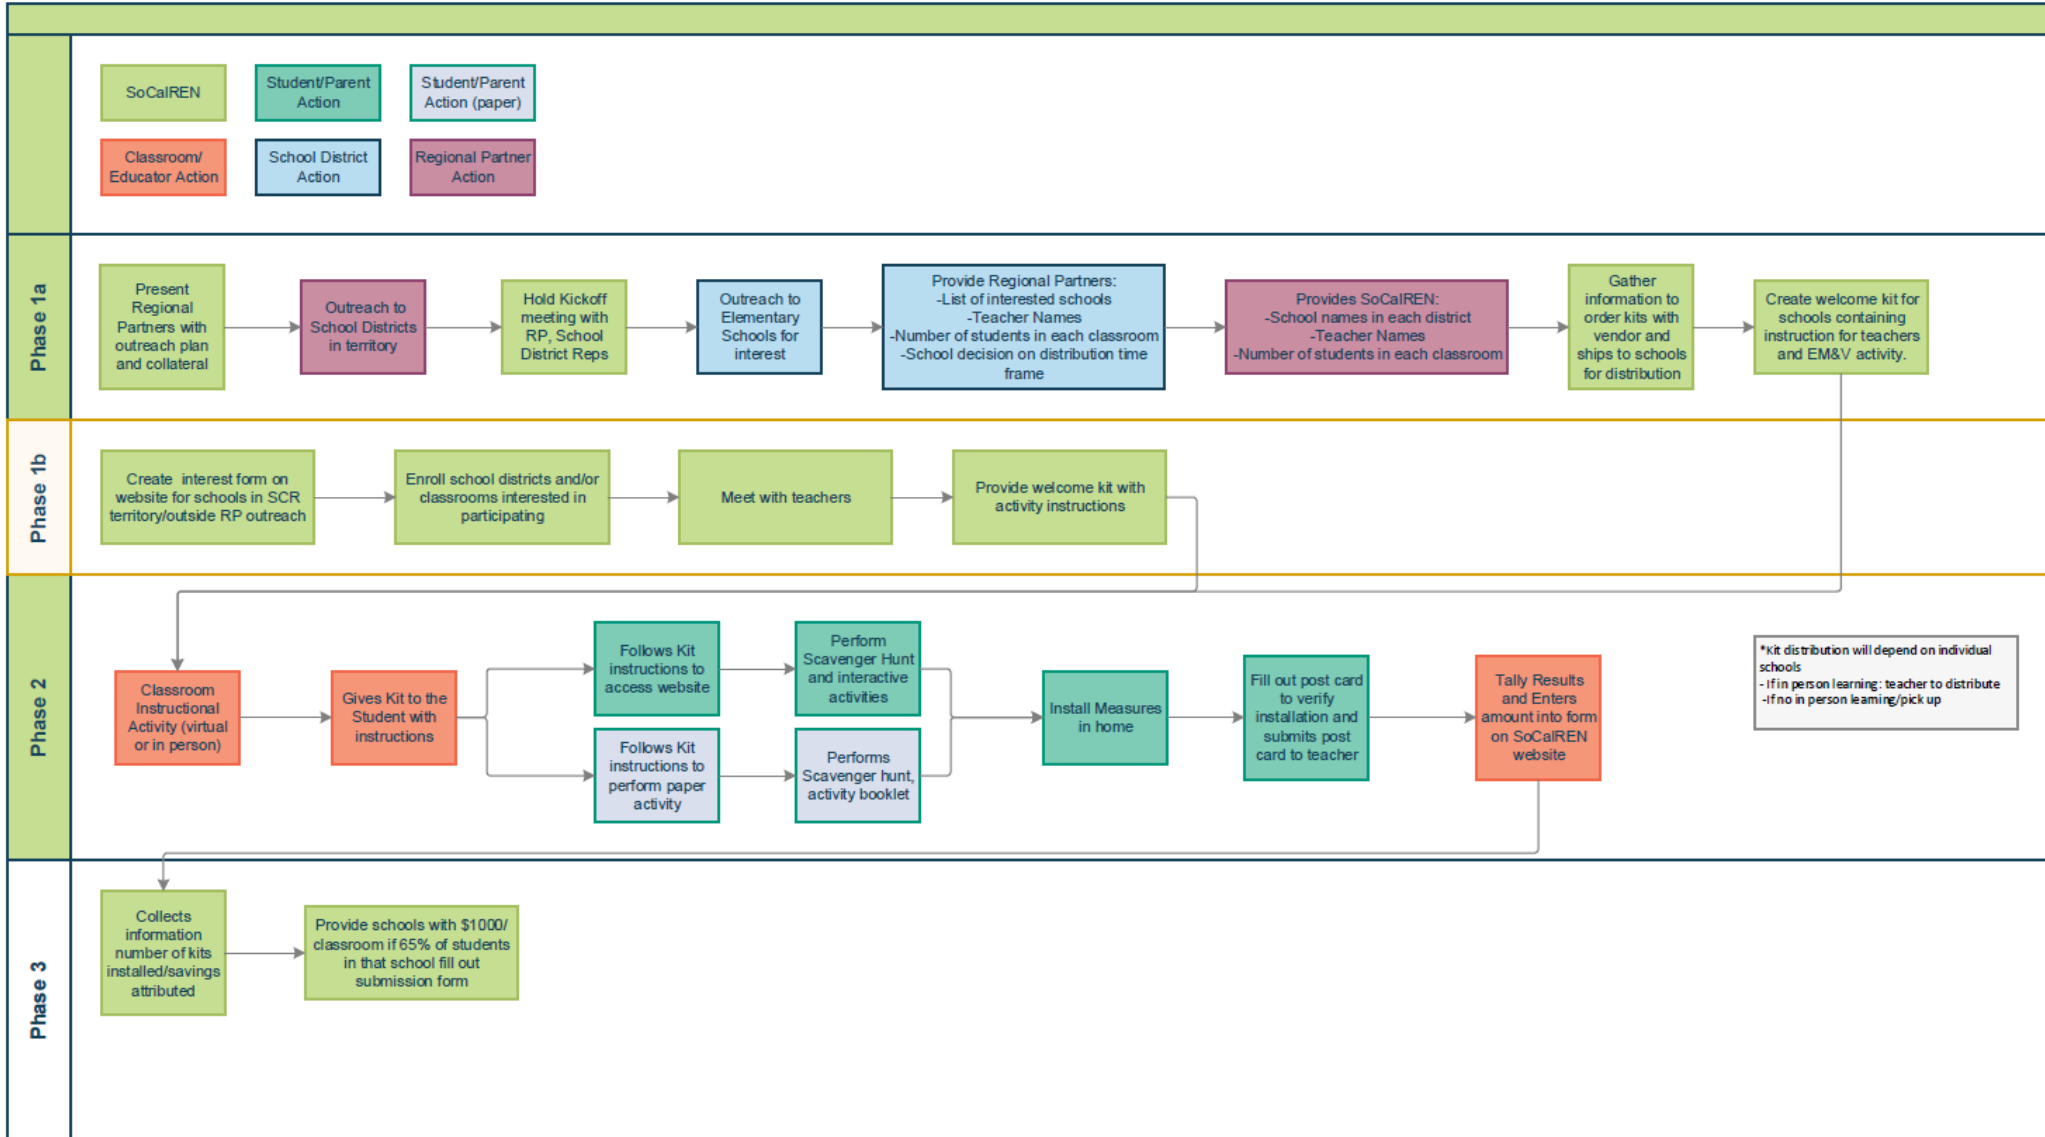 SoCalREN
Student/Parent
Action
Student/Parent
Action (paper)
Classroom/
Educator Action
School District
Action
Regional Partner
Action
Phase 1a
Present
Regional
Partners with
outreach plan
and collateral
Outreach to
School Districts
in territory
Hold Kickoff
meeting with
RP, School
District Reps
Outreach to
Elementary
Schools for
interest
Provide Regional Partners:
-List of interested schools
-Teacher Names
-Number of students in each classroom
-School decision on distribution time
frame
Provides SoCalREN:
-School names in each district
-Teacher Names
-Number of students in each classroom
Gather
information to
order kits with
vendor and
ships to schools
for distribution
Create welcome kit for
schools containing
instruction for teachers
and EM&V activity.
Phase 1b
Create interest form on
website for schools in SCR
territory/outside RP outreach
Enroll school districts and/or
classrooms interested in
participating
Meet with teachers
Provide welcome kit with
activity instructions
Phase 2
Classroom
Instructional
Activity (virtual
or in person)
Gives Kit to the
Student with
instructions
Follows Kit
instructions to
access website
Perform
Scavenger Hunt
and interactive
activities
Follows Kit
instructions to
perform paper
activity
Performs
Scavenger hunt,
activity booklet
Install Measures
in home
Fill out post card
to verify
installation and
submits post
card to teacher
Tally Results
and Enters
amount into form
on SoCalREN
website
*Kit distribution will depend on individual
schools
- If in person learning: teacher to distribute
-If no in person learning/pick up
Phase 3
Collects
information
number of kits
installed/savings
attributed
Provide schools with $1000/
classroom if 65% of students
in that school fill out
submission form